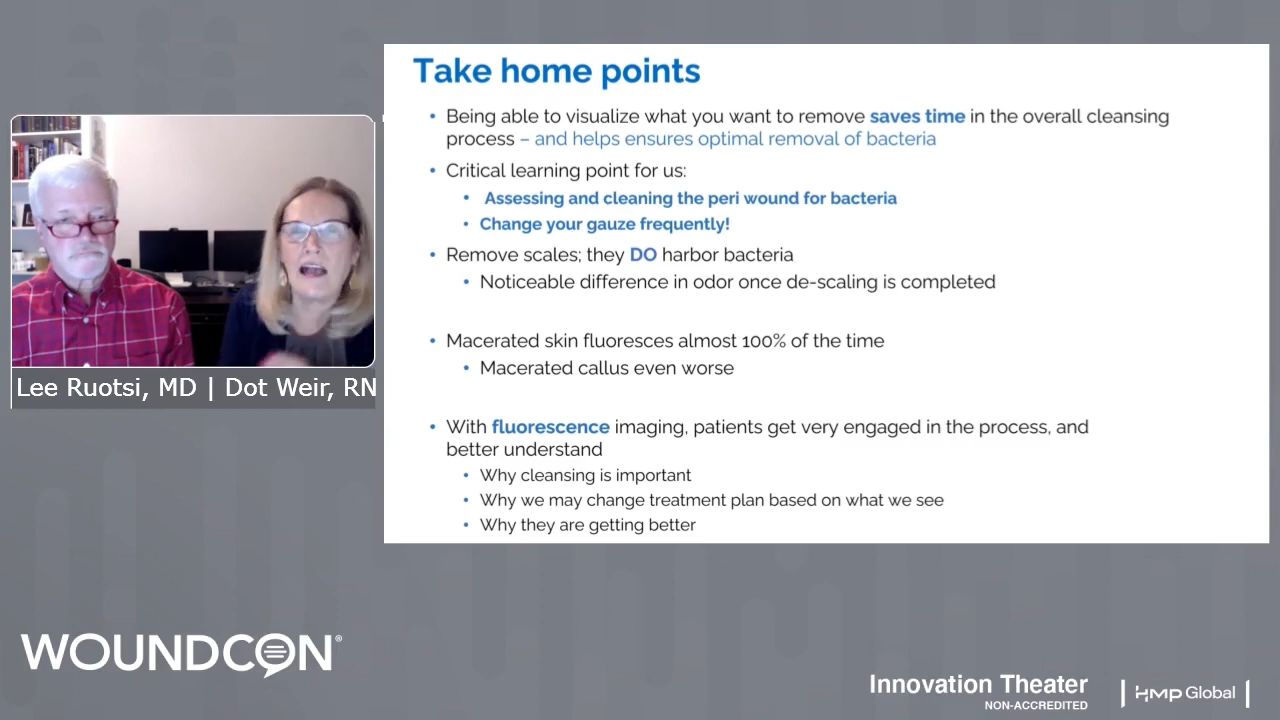 Take home points
• Being able to visualize what you want to remove saves time in the overall cleansing
process – and helps ensures optimal removal of bacteria
• Critical learning point for us:
• Assessing and cleaning the peri wound for bacteria
• Change your gauze frequently!
• Remove scales; they DO harbor bacteria
• Noticeable difference in odor once de-scaling is completed
• Macerated skin fluoresces almost 100% of the time
• Macerated callus even worse
• With fluorescence imaging, patients get very engaged in the process, and
better understand
• Why cleansing is important
• Why we may change treatment plan based on what we see
• Why they are getting better
Lee Ruotsi, MD | Dot Weir, RN
WOUNDCON®
Innovation Theater
NON-ACCREDITED
HMP Global